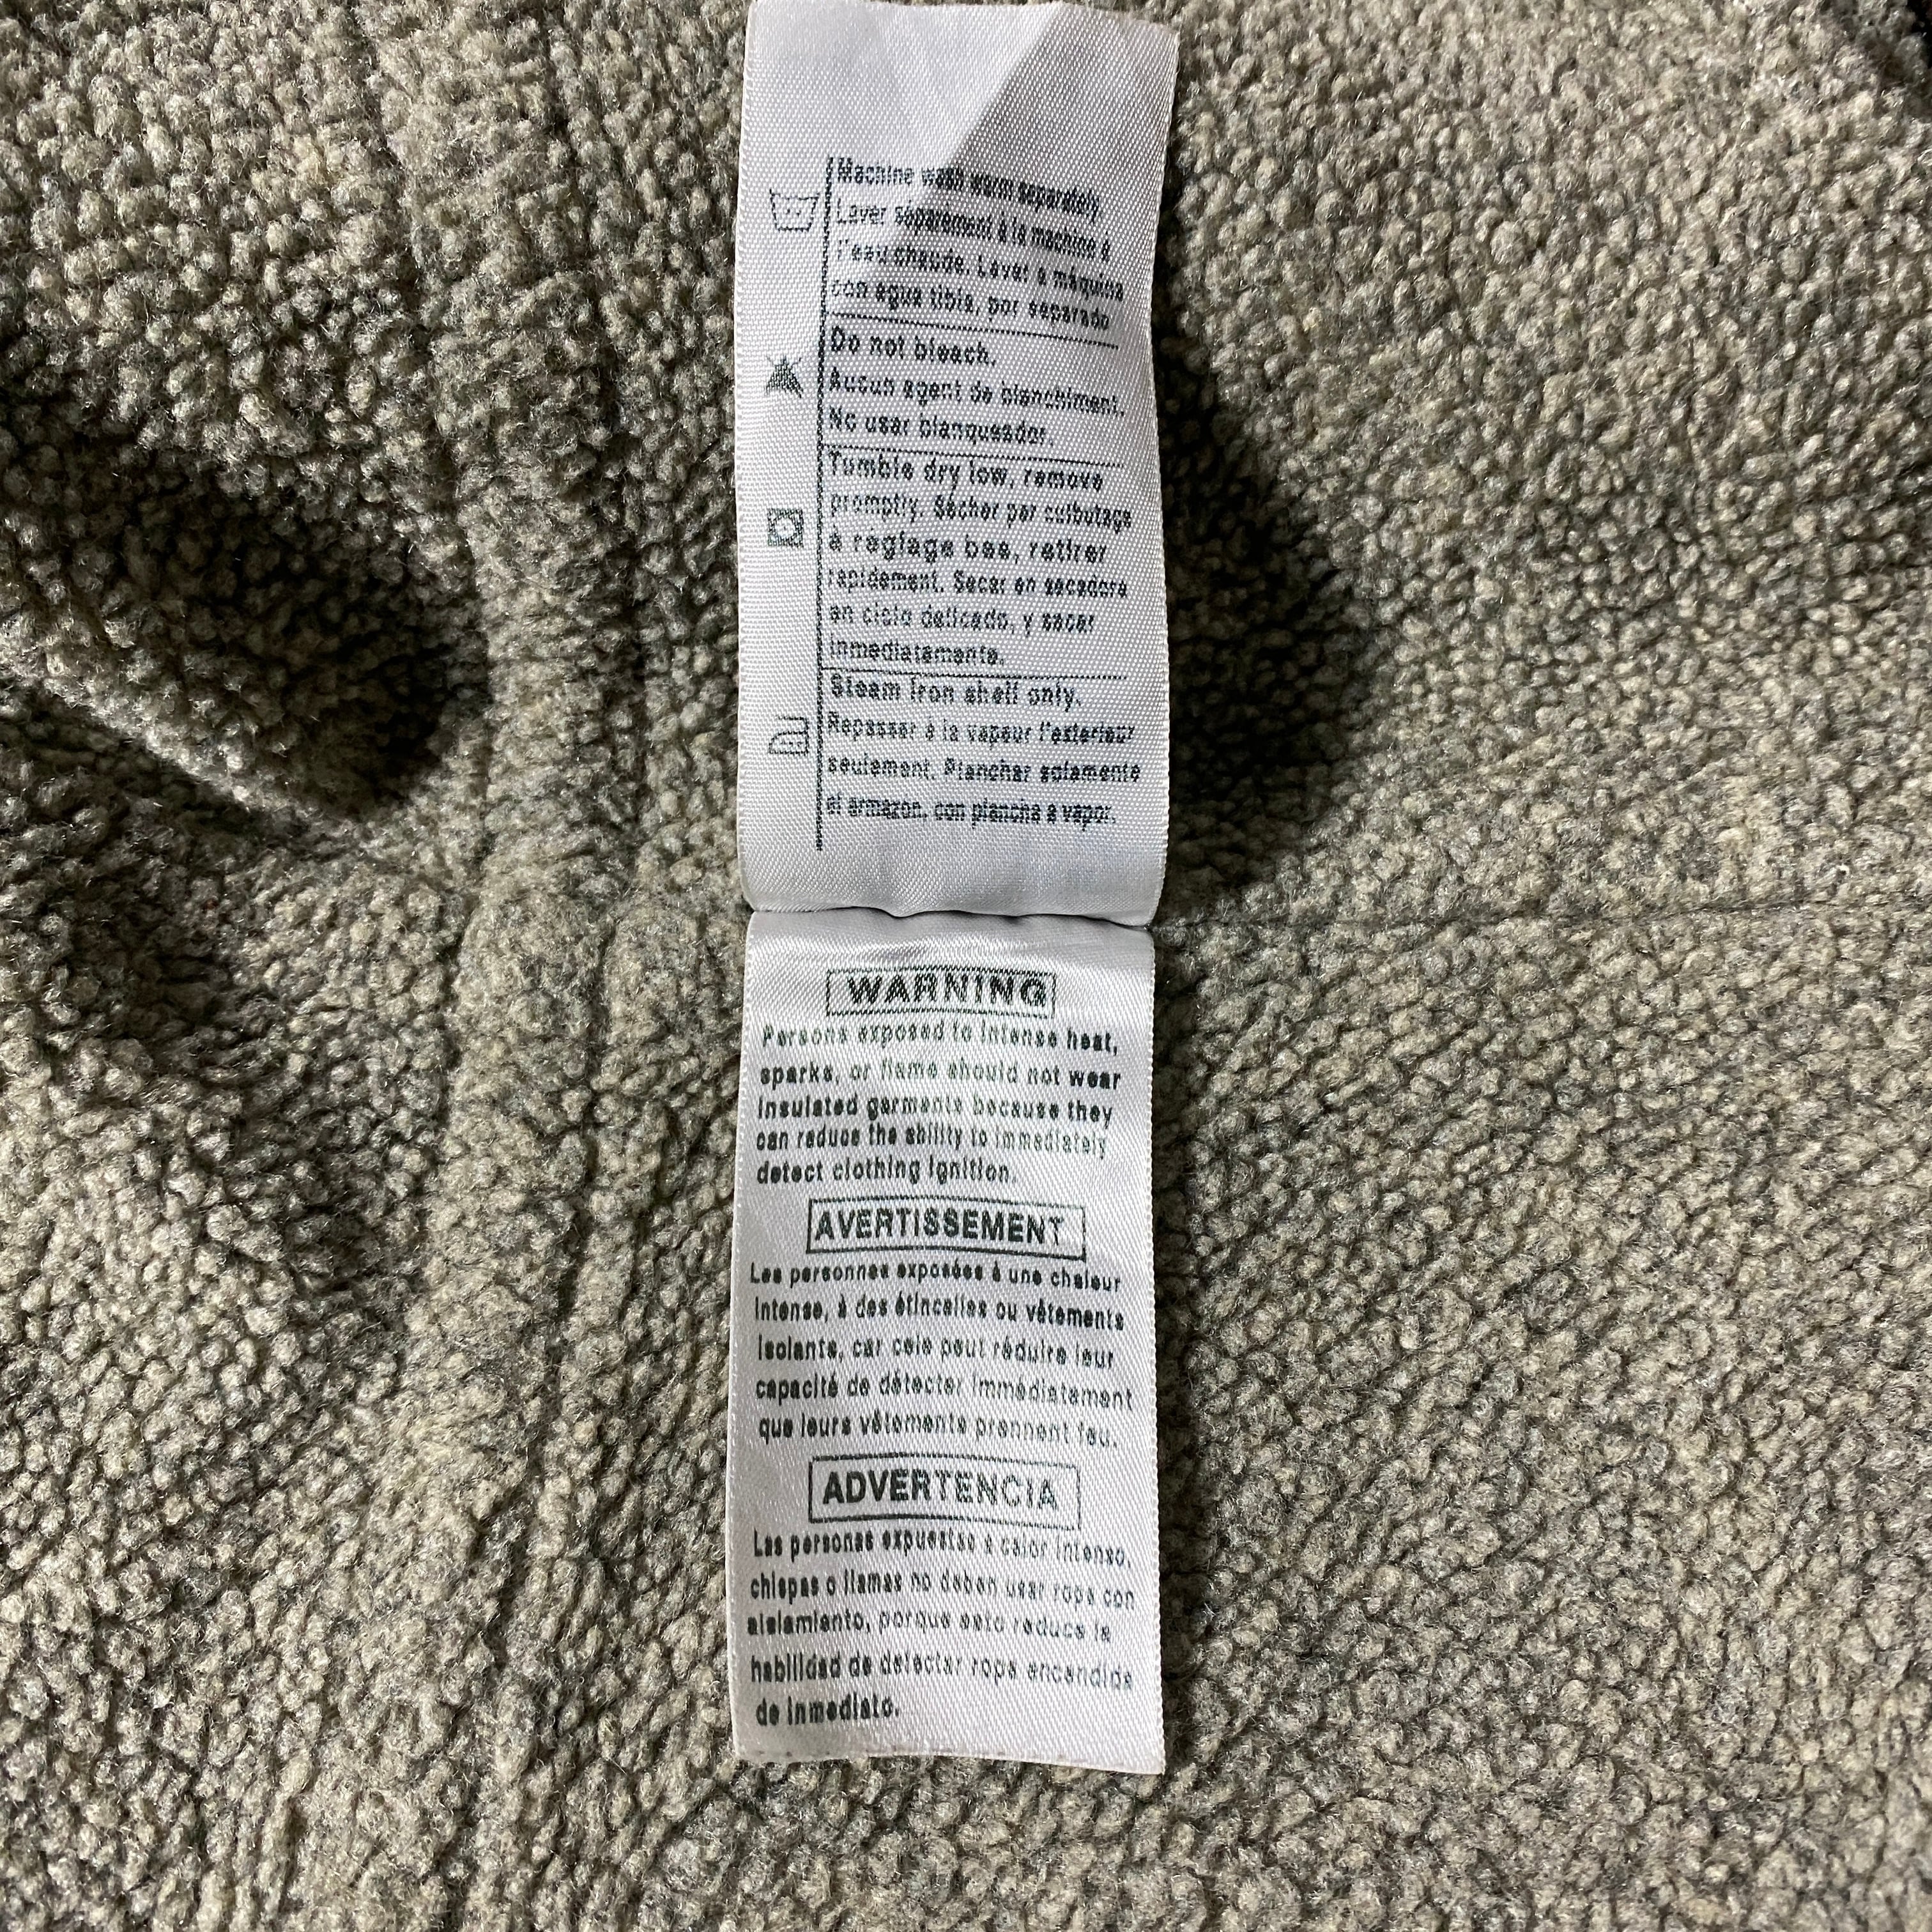 Machine wash warm separately
Laver séparement à la machine à
l'eau chaude. Lavar a máquina
con agua tibia, por separado
Do not bleach.
Aucun agent de blanchiment.
No usar blanqueador.
Tumble dry low, remove
promptly. Sécher par culbutage
à réglage bas, retirer
rapidement. Secar en secadora
en ciclo delicado, y sacar
inmediatamente.
Steam iron shell only.
Repasser à la vapeur l'exterieur
seulement. Planchar solamente
el armazon, con plancha a vapor.
WARNING
Persons exposed to intense heat,
sparks, or flame should not wear
insulated garments because they
can reduce the ability to immediately
detect clothing ignition.
AVERTISSEMENT
Les personnes exposées à une chaleur
intense, à des étincelles ou vêtements
isolants, car cela peut réduire leur
capacité de détecter immédiatement
que leurs vêtements prennent feu.
ADVERTENCIA
Las personas expuestas a calor intenso,
chispas o llamas no deben usar ropa con
aislamiento, porque esto reduce la
habilidad de detectar ropa encendida
de inmediato.